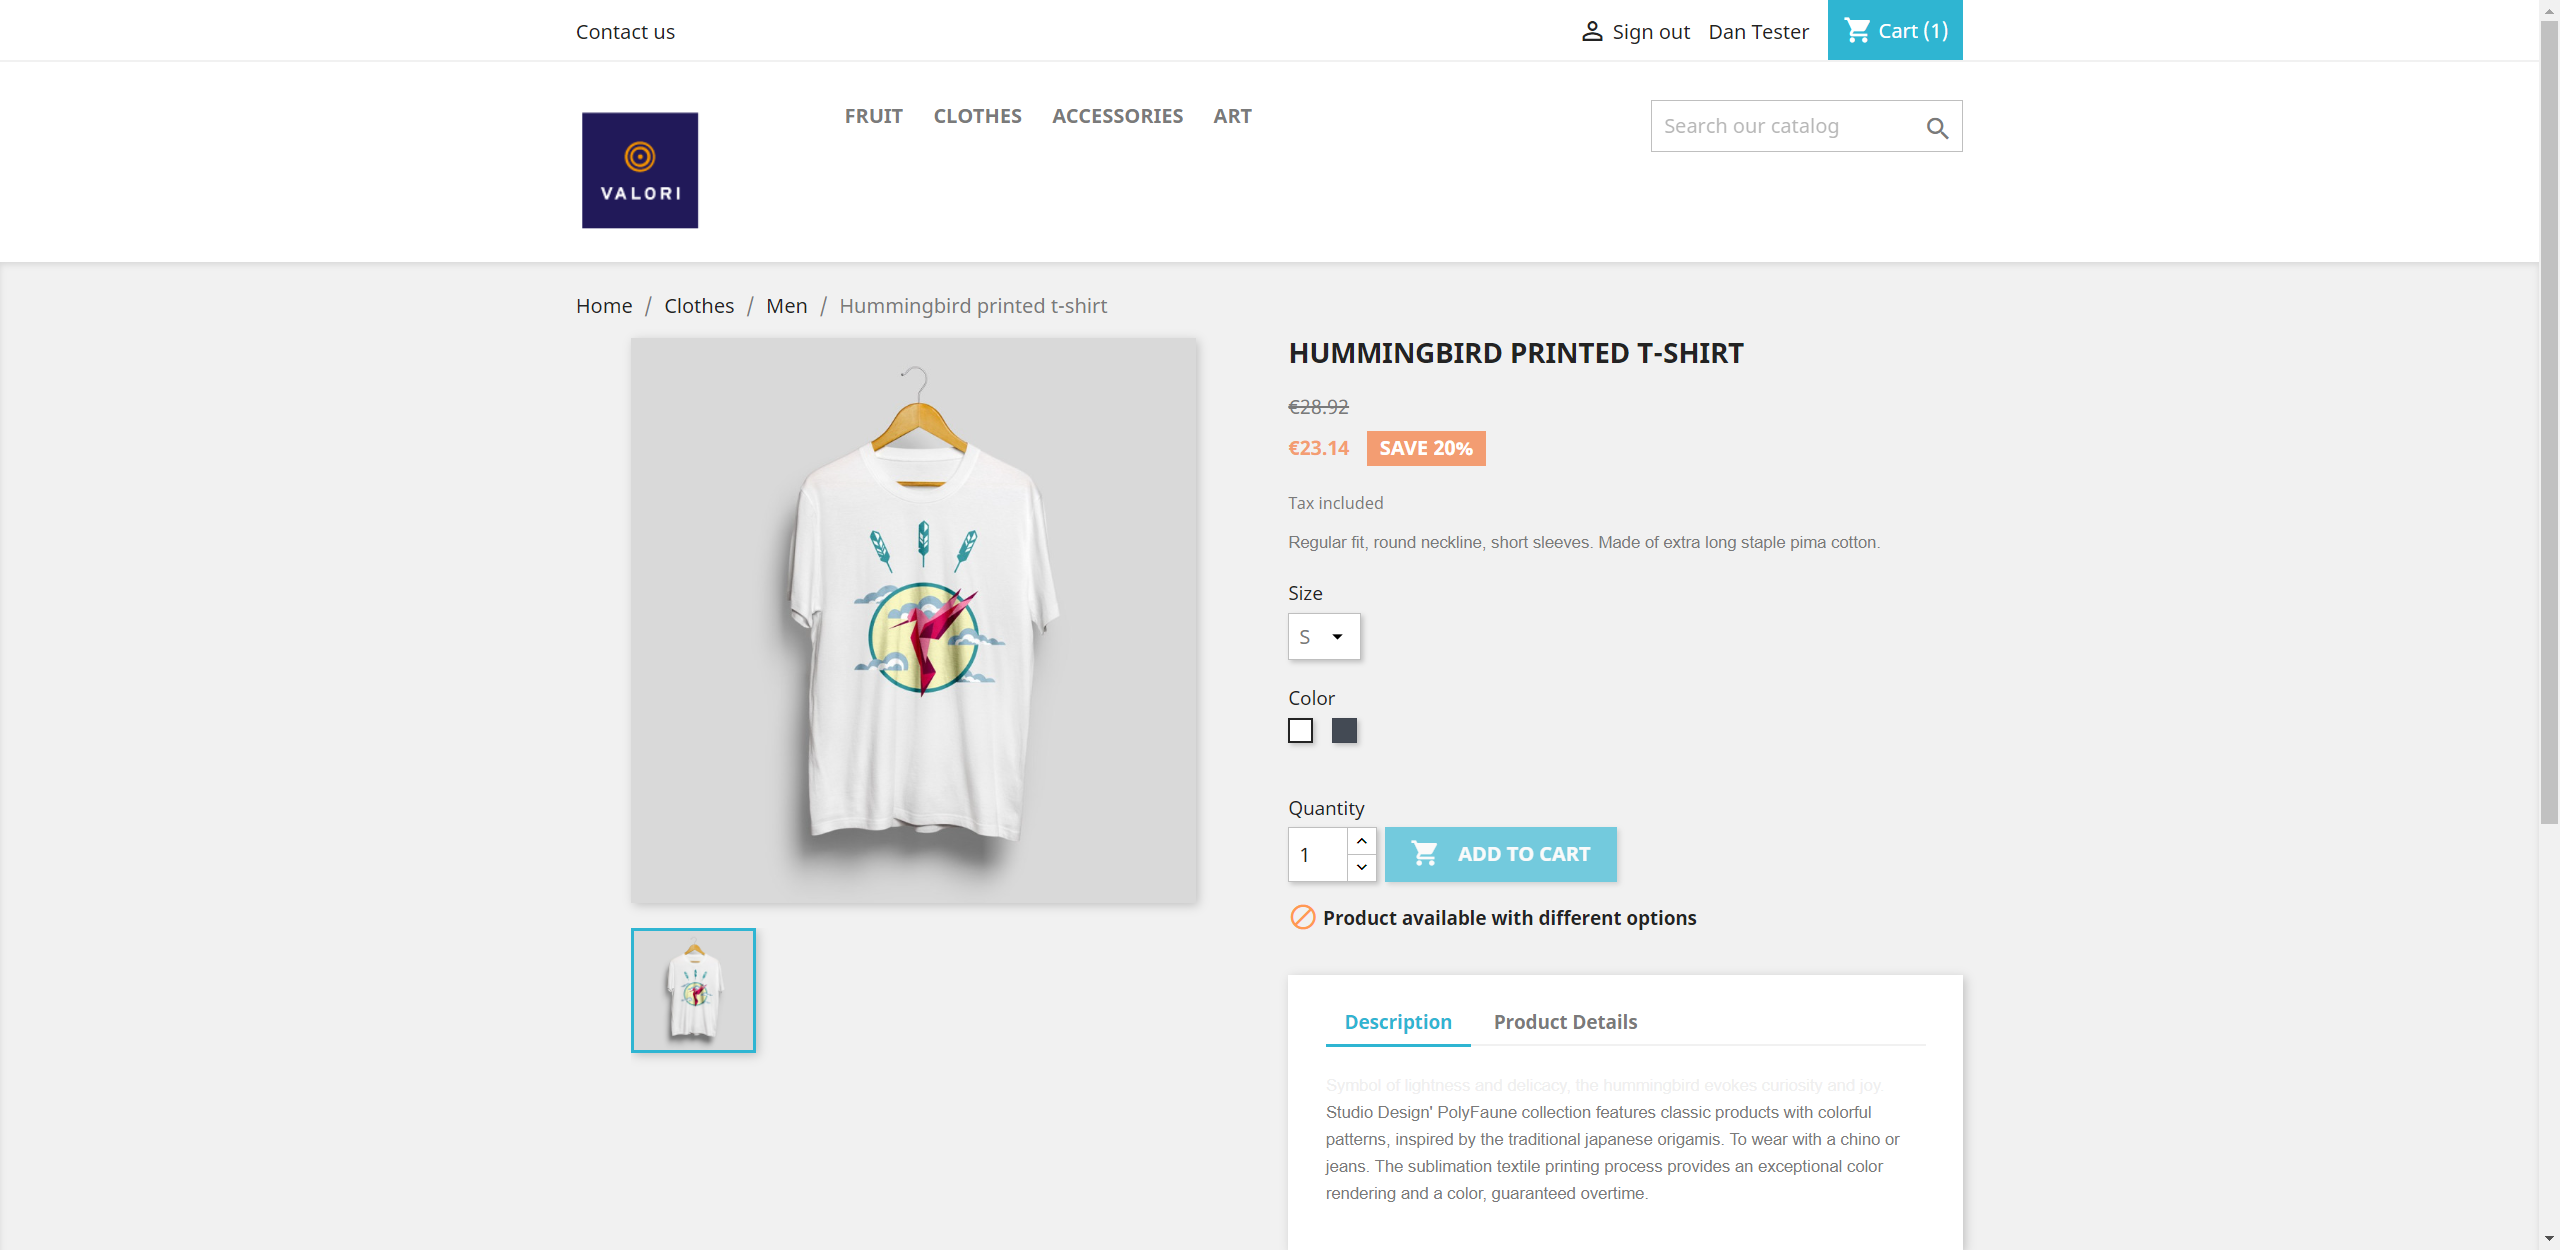 Contact us
Sign out Dan Tester Cart (1)
FRUIT CLOTHES ACCESSORIES ART
Search our catalog
VALORI
Home / Clothes / Men / Hummingbird printed t-shirt
HUMMINGBIRD PRINTED T-SHIRT
€28.92
€23.14 SAVE 20%
Tax included
Regular fit, round neckline, short sleeves. Made of extra long staple pima cotton.
Size
S
Color
Quantity
1 ADD TO CART
Product available with different options
Description Product Details
Symbol of lightness and delicacy, the hummingbird evokes curiosity and joy.
Studio Design' PolyFaune collection features classic products with colorful
patterns, inspired by the traditional japanese origamis. To wear with a chino or
jeans. The sublimation textile printing process provides an exceptional color
rendering and a color, guaranteed overtime.